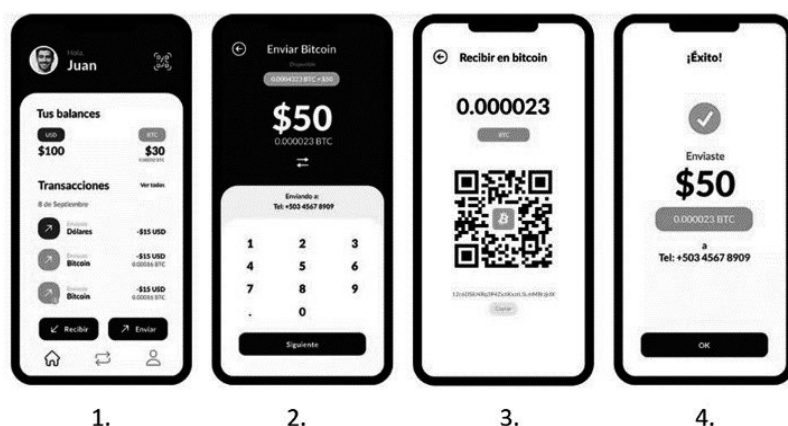 Hola,
Juan
Tus balances
USD
BTC
$100
$30
Transacciones
Ver todas
8 de Septiembre
Dólares
-$15 USD
Bitcoin
-$15 USD
Bitcoin
-$15 USD
Recibir
Enviar
1.
Enviar Bitcoin
Disponible
$50
0.000023 BTC
Enviando a:
Tel: +503 4567 8909
1 2 3
4 5 6
7 8 9
. 0
Siguiente
2.
Recibir en bitcoin
0.000023
BTC
Copiar
3.
¡Éxito!
Enviaste
$50
0.000023 BTC
a
Tel: +503 4567 8909
OK
4.